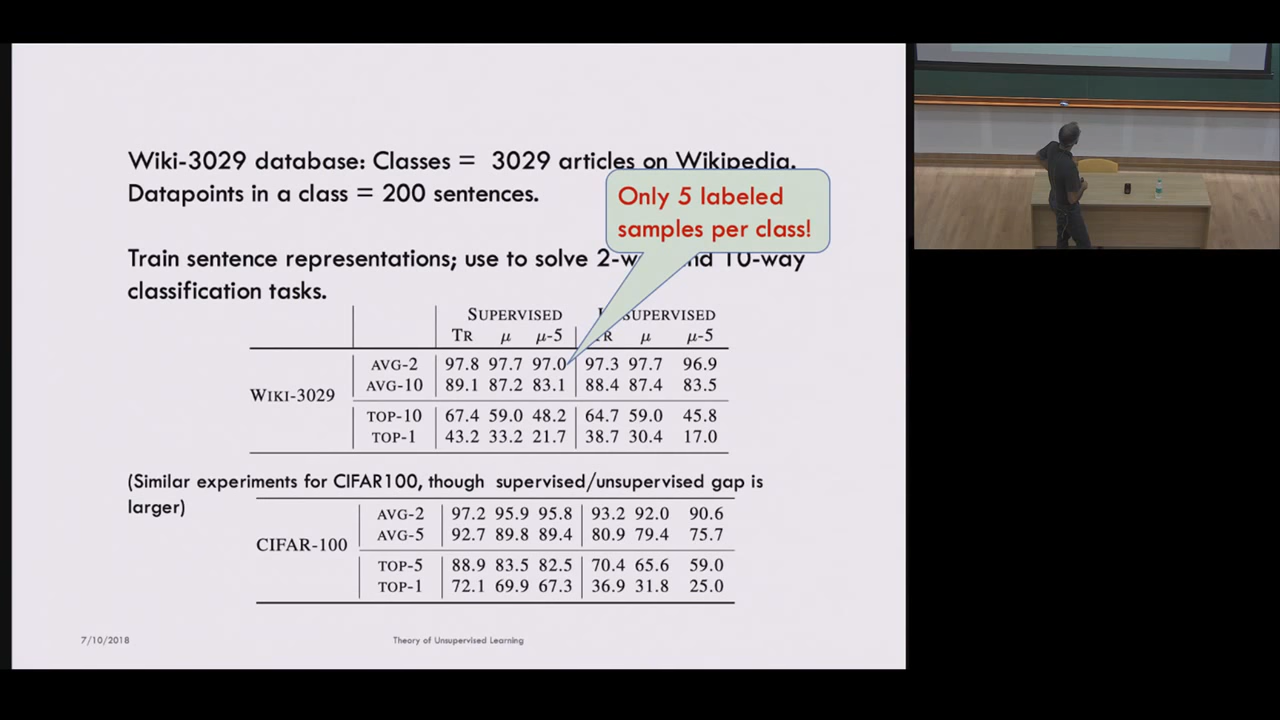 Wiki-3029 database: Classes = 3029 articles on Wikipedia.
Datapoints in a class = 200 sentences.
Only 5 labeled
samples per class!
Train sentence representations; use to solve 2-w nd 10-way
classification tasks.
SUPERVISED SUPERVISED
TR μ μ-5 TR μ μ-5
AVG-2 97.8 97.7 97.0 97.3 97.7 96.9
AVG-10 89.1 87.2 83.1 88.4 87.4 83.5
WIKI-3029
TOP-10 67.4 59.0 48.2 64.7 59.0 45.8
TOP-1 43.2 33.2 21.7 38.7 30.4 17.0
(Similar experiments for CIFAR100, though supervised/unsupervised gap is
larger)
AVG-2 97.2 95.9 95.8 93.2 92.0 90.6
AVG-5 92.7 89.8 89.4 80.9 79.4 75.7
CIFAR-100
TOP-5 88.9 83.5 82.5 70.4 65.6 59.0
TOP-1 72.1 69.9 67.3 36.9 31.8 25.0
7/10/2018 Theory of Unsupervised Learning